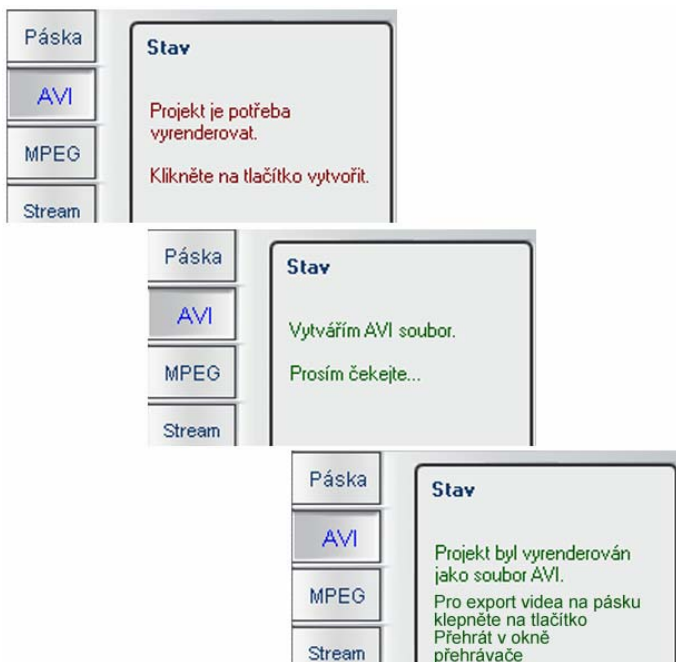 Páska
AVI
MPEG
Stream
Stav
Projekt je potřeba
vyrenderovat.
Klikněte na tlačítko vytvořit.
Páska
AVI
MPEG
Stream
Stav
Vytvářím AVI soubor.
Prosím čekejte...
Páska
AVI
MPEG
Stream
Stav
Projekt byl vyrenderován
jako soubor AVI.
Pro export videa na pásku
klepněte na tlačítko
Přehrát v okně
přehrávače